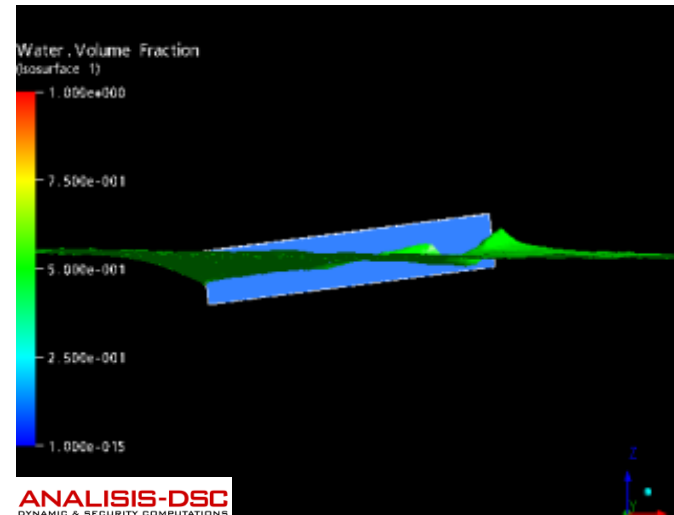 Water.Volume Fraction
(Isosurface 1)
1.000e+000
7.500e-001
5.000e-001
2.500e-001
1.000e-015
Z
Y
ANALISIS-DSC
DYNAMIC & SECURITY COMPUTATIONS